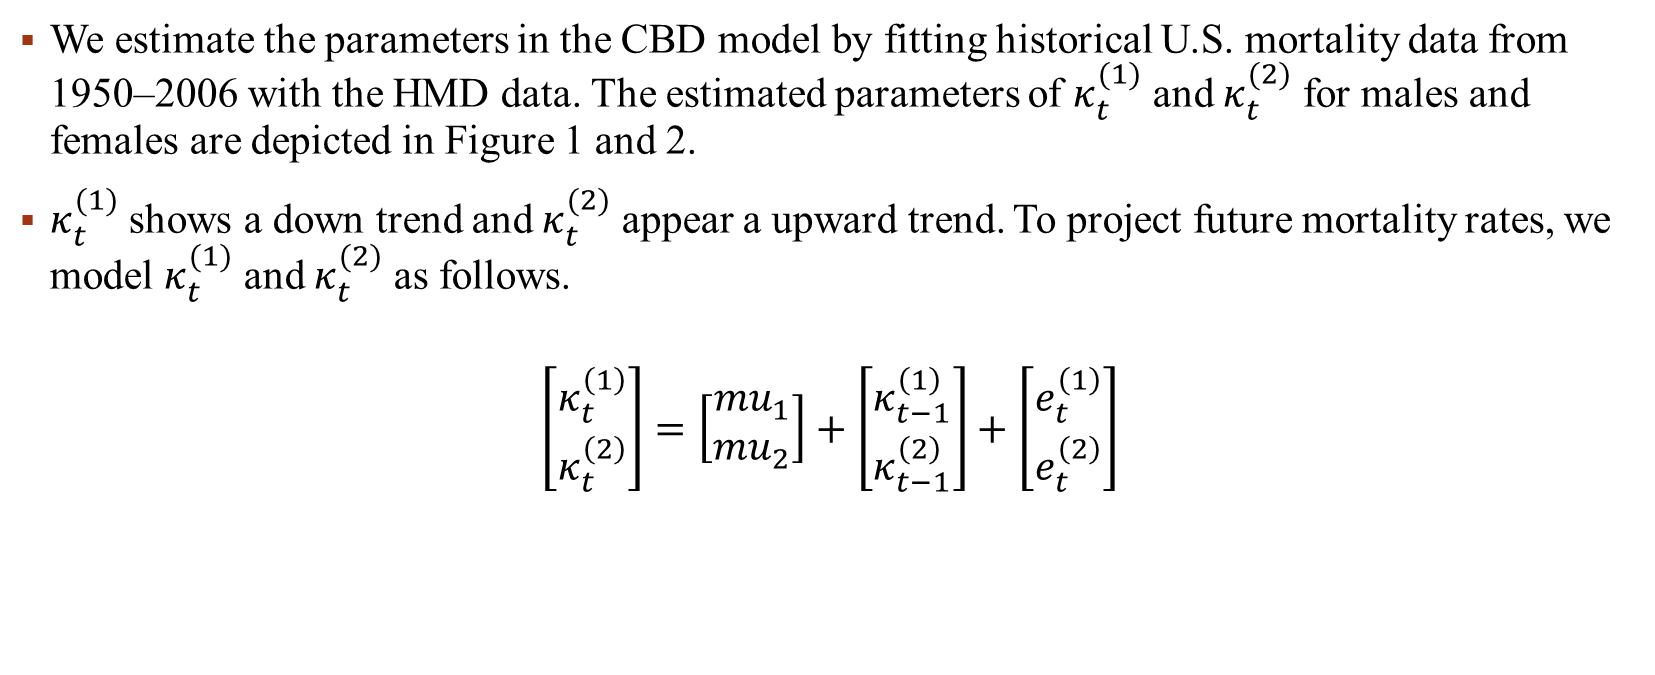 ▪ We estimate the parameters in the CBD model by fitting historical U.S. mortality data from
1950–2006 with the HMD data. The estimated parameters of κ_t^(1) and κ_t^(2) for males and
females are depicted in Figure 1 and 2.
▪ κ_t^(1) shows a down trend and κ_t^(2) appear a upward trend. To project future mortality rates, we
model κ_t^(1) and κ_t^(2) as follows.
[κ_t^(1); κ_t^(2)] = [mu_1; mu_2] + [κ_{t−1}^(1); κ_{t−1}^(2)] + [e_t^(1); e_t^(2)]